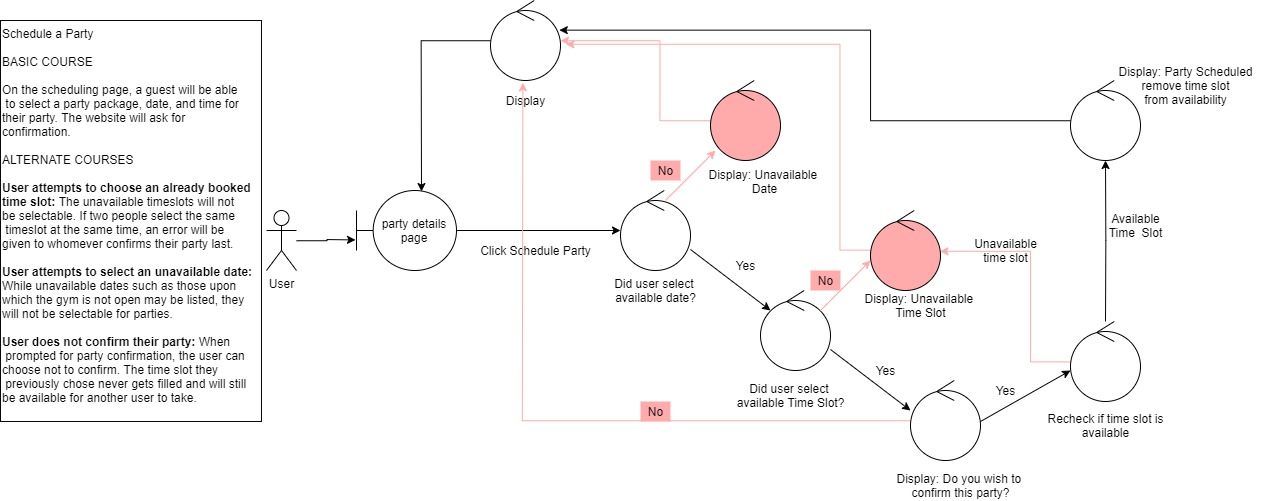 Schedule a Party
BASIC COURSE
On the scheduling page, a guest will be able
to select a party package, date, and time for
their party. The website will ask for
confirmation.
ALTERNATE COURSES
User attempts to choose an already booked
time slot: The unavailable timeslots will not
be selectable. If two people select the same
timeslot at the same time, an error will be
given to whomever confirms their party last.
User attempts to select an unavailable date:
While unavailable dates such as those upon
which the gym is not open may be listed, they
will not be selectable for parties.
User does not confirm their party: When
prompted for party confirmation, the user can
choose not to confirm. The time slot they
previously chose never gets filled and will still
be available for another user to take.
User
party details
page
Display
Click Schedule Party
Did user select
available date?
No
Display: Unavailable
Date
Yes
Did user select
available Time Slot?
No
Display: Unavailable
Time Slot
Yes
Display: Do you wish to
confirm this party?
No
Yes
Recheck if time slot is
available
Unavailable
time slot
Available
Time Slot
Display: Party Scheduled
remove time slot
from availability